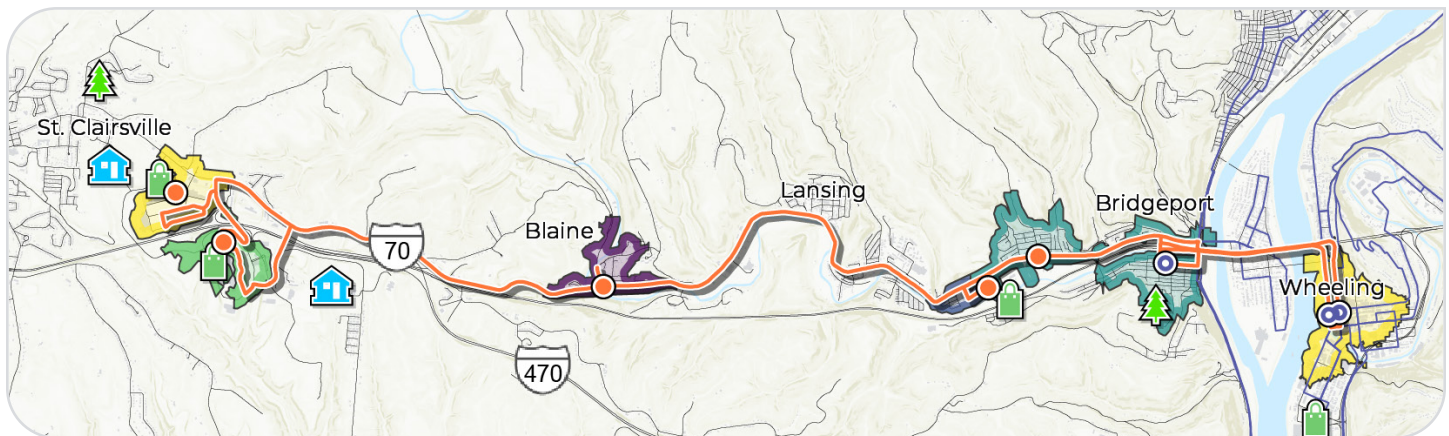 St. Clairsville
Lansing
Bridgeport
Blaine
70
Wheeling
470